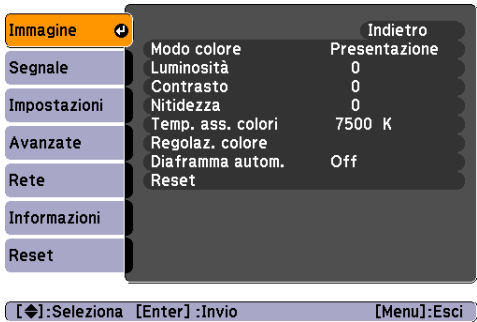 Immagine
Segnale
Impostazioni
Avanzate
Rete
Informazioni
Reset
Indietro
Modo colore Presentazione
Luminosità 0
Contrasto 0
Nitidezza 0
Temp. ass. colori 7500 K
Regolaz. colore
Diaframma autom. Off
Reset
[◆]:Seleziona [Enter] :Invio [Menu]:Esci